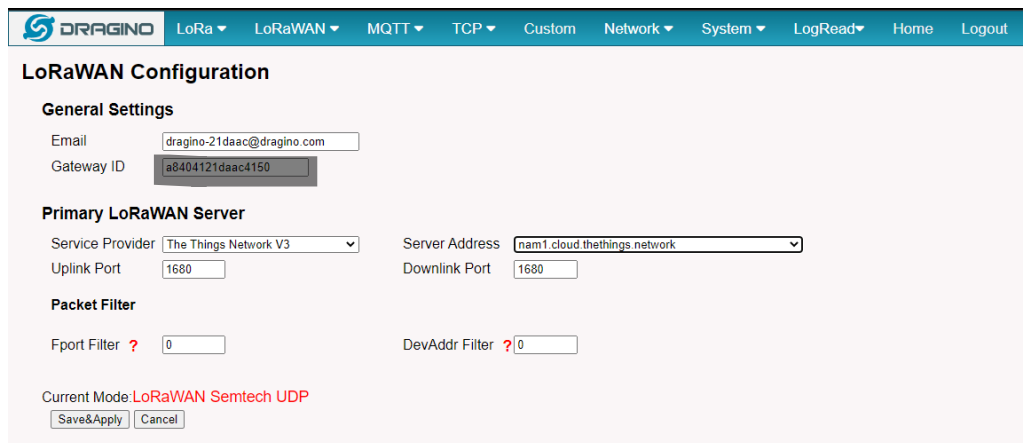 DRAGINO LoRa LoRaWAN MQTT TCP Custom Network System LogRead Home Logout
LoRaWAN Configuration
General Settings
Email dragino-21daac@dragino.com
Gateway ID a8404121daac4150
Primary LoRaWAN Server
Service Provider The Things Network V3 Server Address nam1.cloud.thethings.network
Uplink Port 1680 Downlink Port 1680
Packet Filter
Fport Filter ? 0 DevAddr Filter ? 0
Current Mode:LoRaWAN Semtech UDP
Save&Apply Cancel